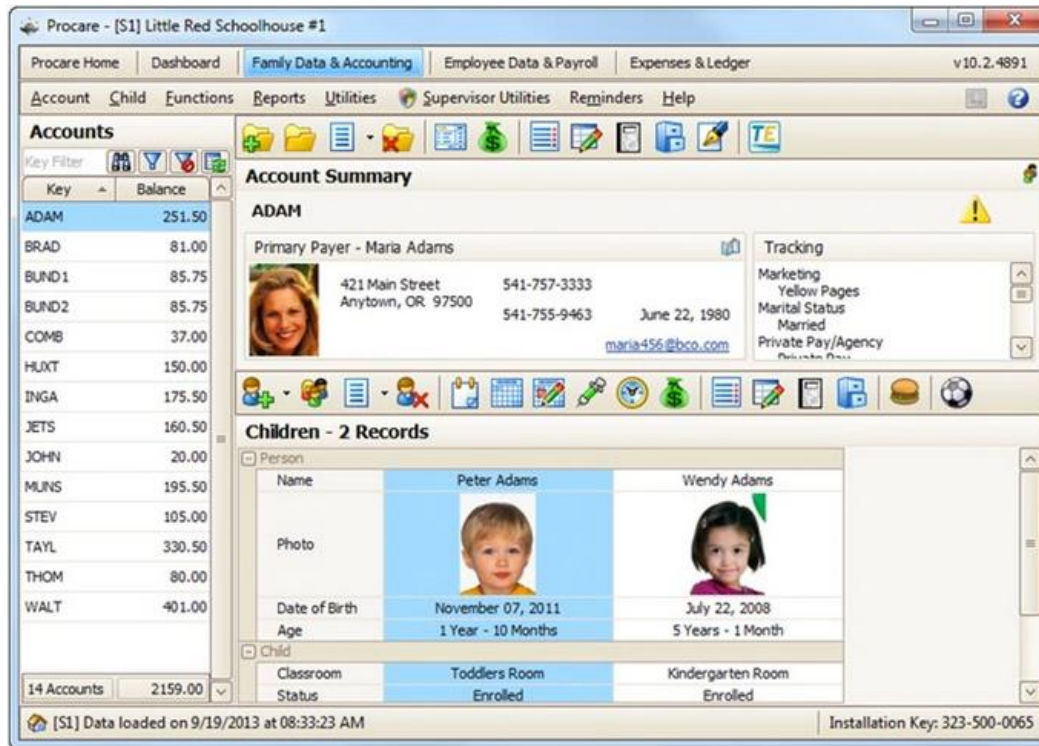 Procare - [S1] Little Red Schoolhouse #1
Procare Home Dashboard Family Data & Accounting Employee Data & Payroll Expenses & Ledger v10.2.4891
Account Child Functions Reports Utilities Supervisor Utilities Reminders Help
Accounts
Key Filter
Key Balance
ADAM 251.50
BRAD 81.00
BUND1 85.75
BUND2 85.75
COMB 37.00
HUXT 150.00
INGA 175.50
JETS 160.50
JOHN 20.00
MUNS 195.50
STEV 105.00
TAYL 330.50
THOM 80.00
WALT 401.00
14 Accounts 2159.00
TE
Account Summary
ADAM
Primary Payer - Maria Adams
421 Main Street 541-757-3333
Anytown, OR 97500
541-755-9463 June 22, 1980
maria456@bco.com
Tracking
Marketing
Yellow Pages
Marital Status
Married
Private Pay/Agency
Private Pay
Children - 2 Records
Person
Name Peter Adams Wendy Adams
Photo
Date of Birth November 07, 2011 July 22, 2008
Age 1 Year - 10 Months 5 Years - 1 Month
Child
Classroom Toddlers Room Kindergarten Room
Status Enrolled Enrolled
[S1] Data loaded on 9/19/2013 at 08:33:23 AM Installation Key: 323-500-0065